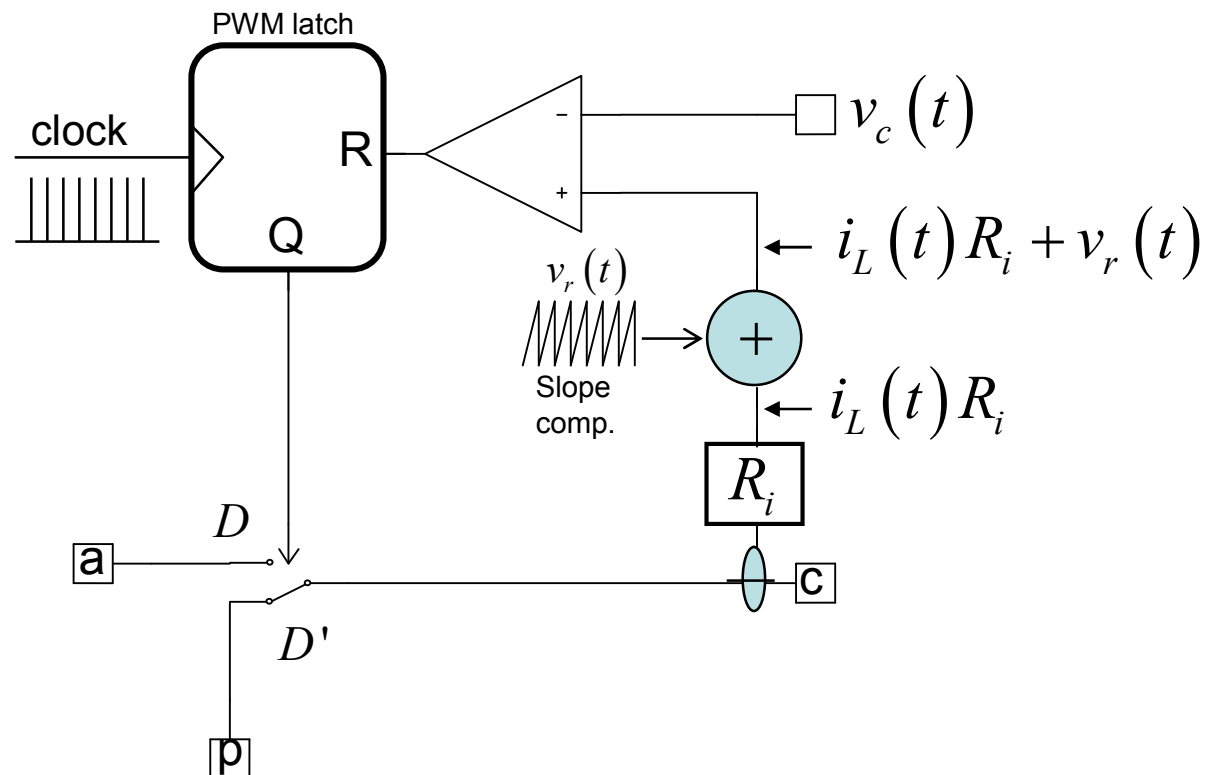 PWM latch
clock
R
Q
−
+
v_c(t)
i_L(t)R_i + v_r(t)
v_r(t)
+
Slope
comp.
i_L(t)R_i
R_i
D
a
c
D'
p